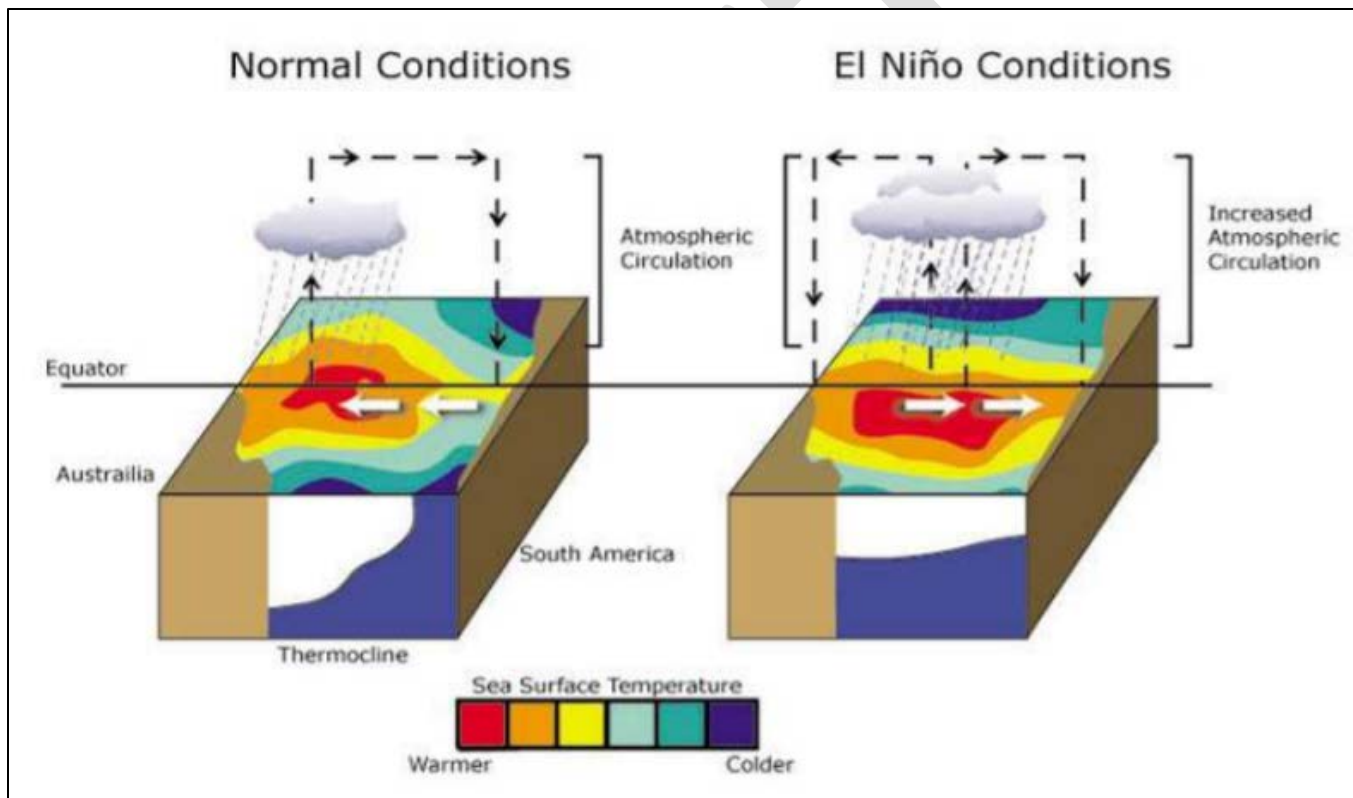 Normal Conditions
El Niño Conditions
Atmospheric
Circulation
Increased
Atmospheric
Circulation
Equator
Austrailia
South America
Thermocline
Sea Surface Temperature
Warmer
Colder